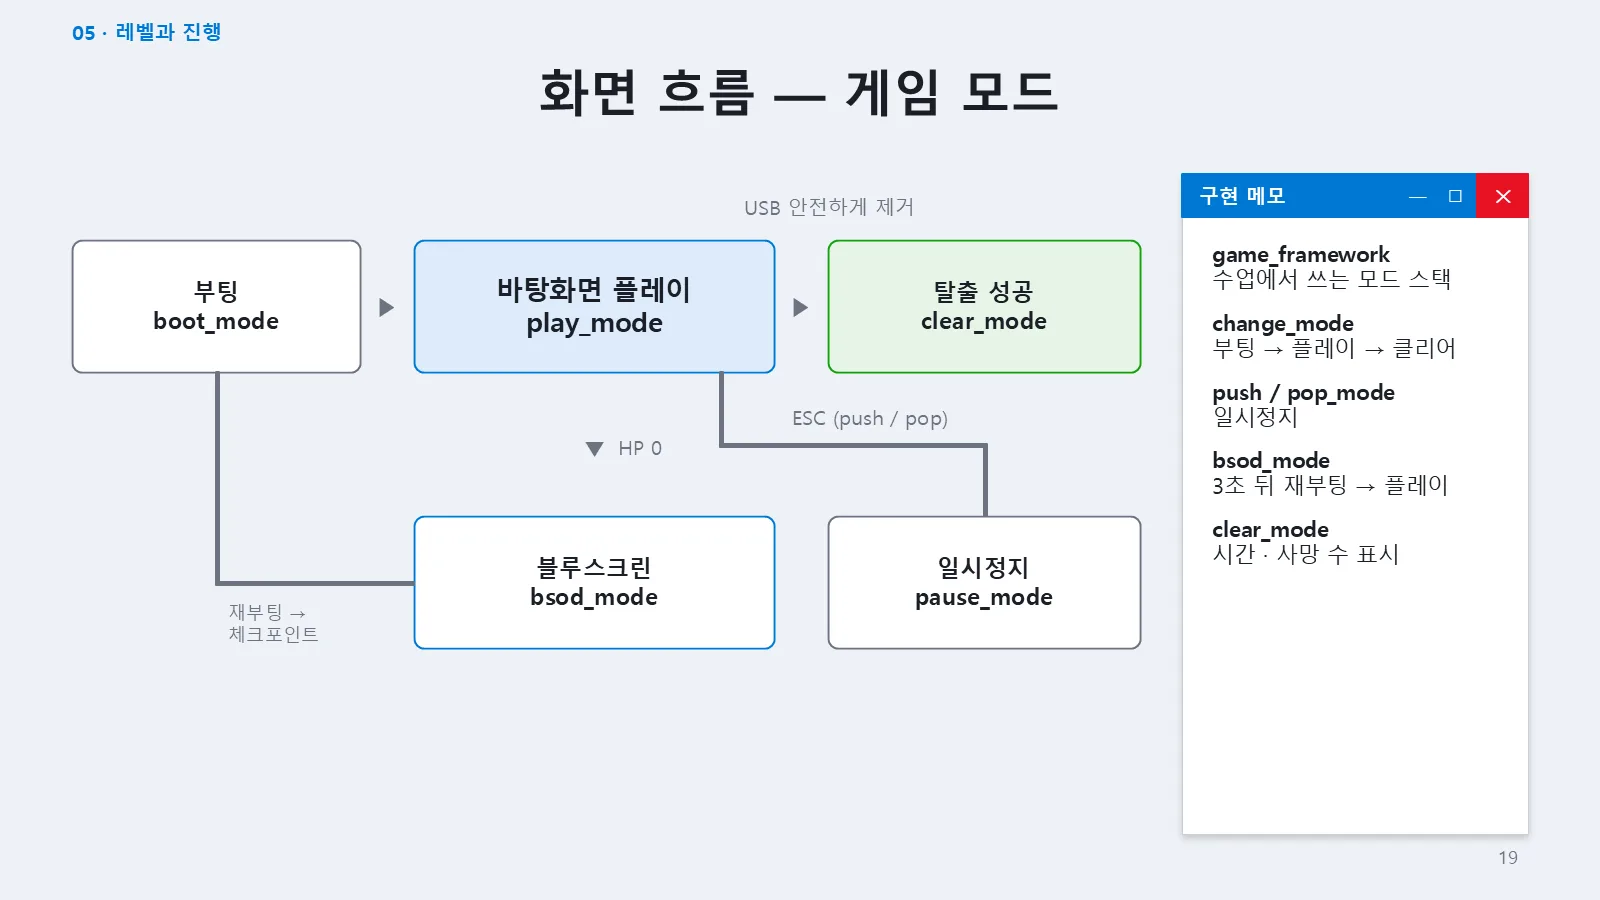 05 · 레벨과 진행
화면 흐름 — 게임 모드
USB 안전하게 제거
부팅
boot_mode
바탕화면 플레이
play_mode
탈출 성공
clear_mode
ESC (push / pop)
HP 0
블루스크린
bsod_mode
일시정지
pause_mode
재부팅 →
체크포인트
구현 메모
game_framework
수업에서 쓰는 모드 스택
change_mode
부팅 → 플레이 → 클리어
push / pop_mode
일시정지
bsod_mode
3초 뒤 재부팅 → 플레이
clear_mode
시간 · 사망 수 표시
19